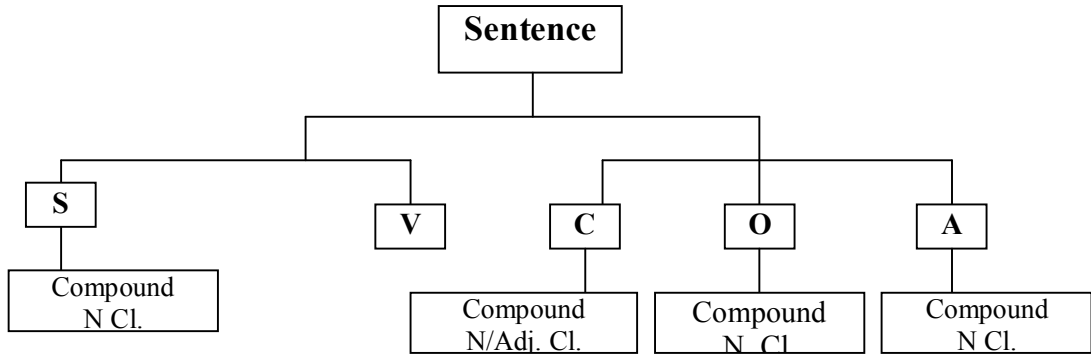 Sentence
S
V
C
O
A
Compound
N Cl.
Compound
N/Adj. Cl.
Compound
N Cl.
Compound
N Cl.